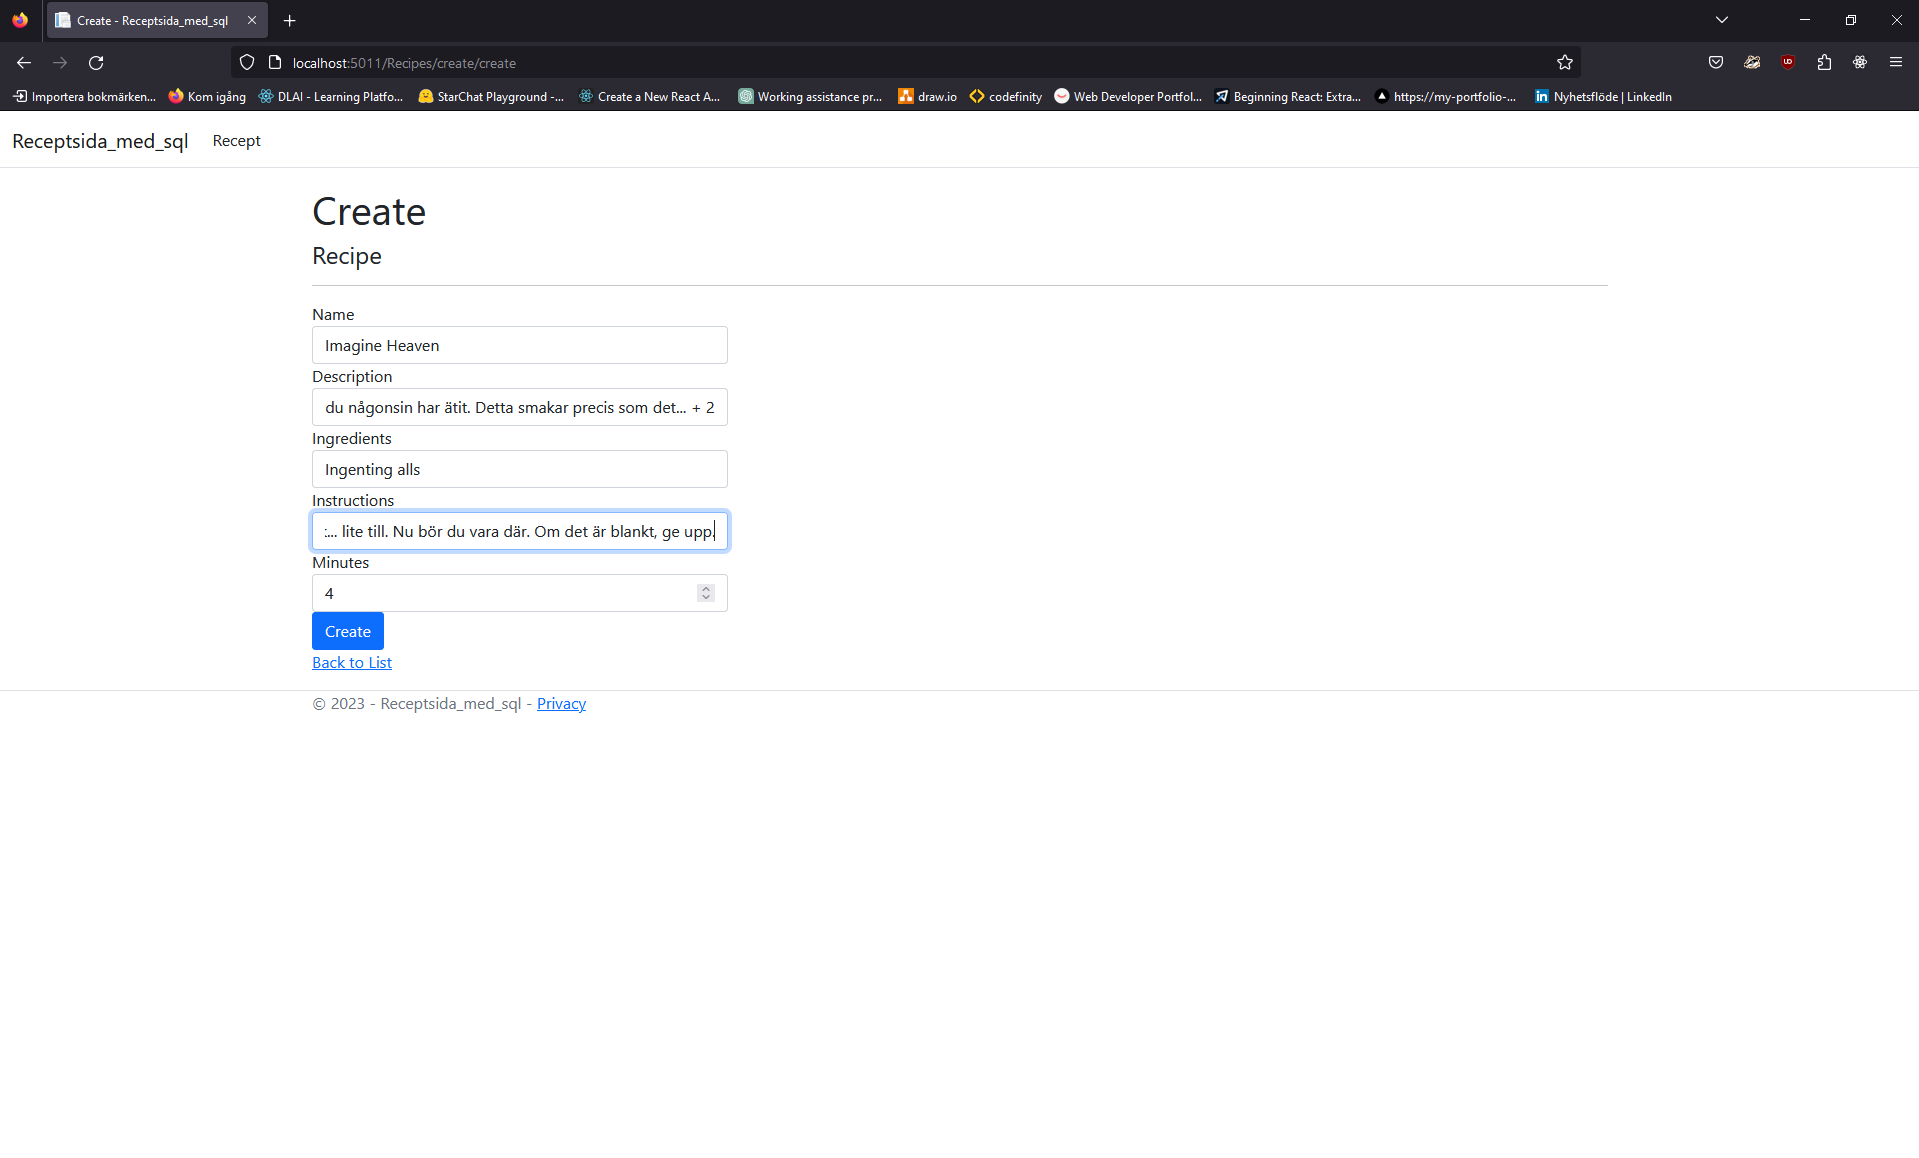 Create - Receptsida_med_sql
localhost:5011/Recipes/create/create
Importera bokmärken... Kom igång DLAI - Learning Platfo... StarChat Playground -... Create a New React A... Working assistance pr... draw.io codefinity Web Developer Portfol... Beginning React: Extra... https://my-portfolio-... Nyhetsflöde | LinkedIn
Receptsida_med_sql Recept
Create
Recipe
Name
Imagine Heaven
Description
du någonsin har ätit. Detta smakar precis som det... + 2
Ingredients
Ingenting alls
Instructions
... lite till. Nu bör du vara där. Om det är blankt, ge upp.
Minutes
4
Create
Back to List
© 2023 - Receptsida_med_sql - Privacy